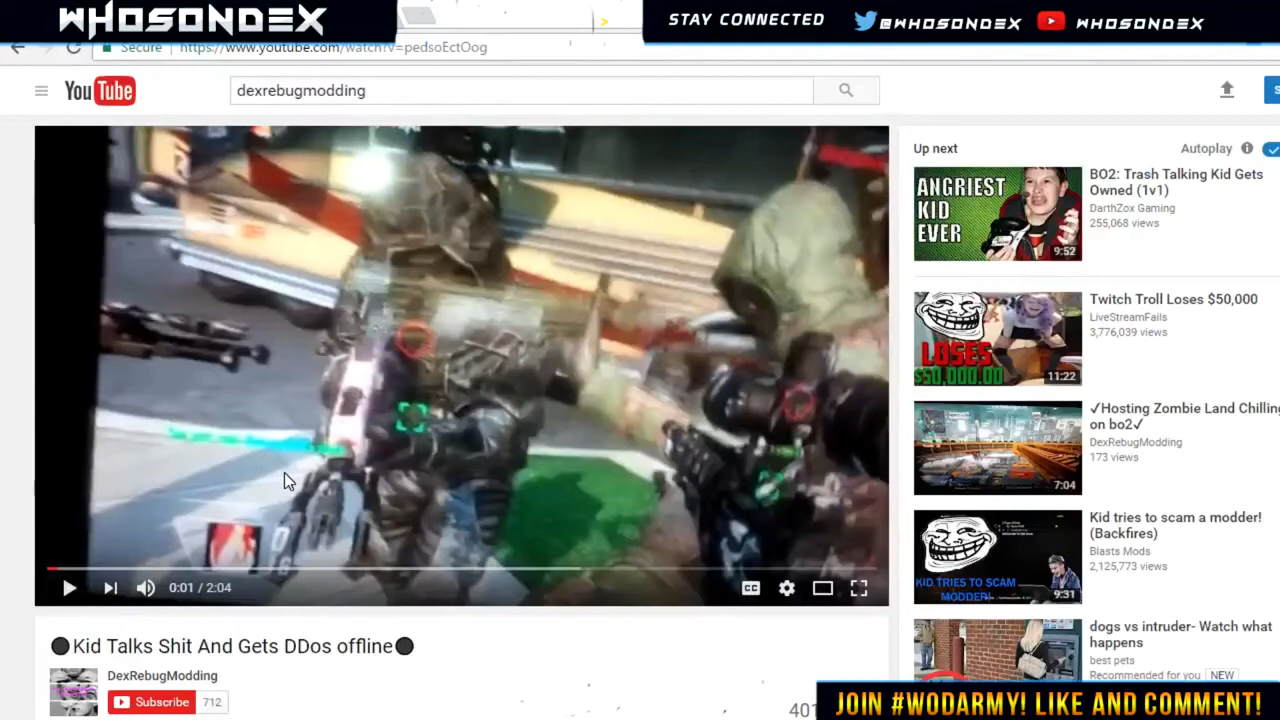 WHOSONDEX
STAY CONNECTED @WHOSONDEX WHOSONDEX
Secure https://www.youtube.com/watch?v=pedsoEctOog
YouTube dexrebugmodding
Up next Autoplay
ANGRIEST
KID
EVER
9:52
BO2: Trash Talking Kid Gets
Owned (1v1)
DarthZox Gaming
255,068 views
LOSES
$50,000.00
11:22
Twitch Troll Loses $50,000
LiveStreamFails
3,776,039 views
7:04
✓Hosting Zombie Land Chilling
on bo2✓
DexRebugModding
173 views
KID TRIES TO SCAM
MODDER!
9:31
Kid tries to scam a modder!
(Backfires)
Blasts Mods
2,125,773 views
dogs vs intruder- Watch what
happens
best pets
Recommended for you NEW
0:01 / 2:04 CC
⚫Kid Talks Shit And Gets DDos offline⚫
DexRebugModding
Subscribe 712
401
JOIN #WODARMY! LIKE AND COMMENT!